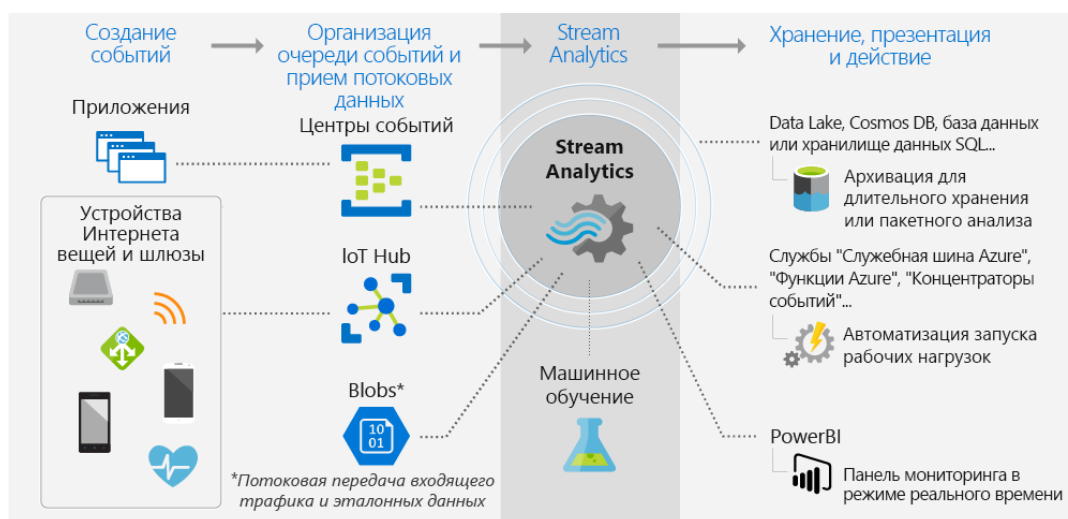 Создание
событий
Организация
очереди событий и
прием потоковых
данных
Stream
Analytics
Хранение, презентация
и действие
Приложения
Устройства
Интернета
вещей и шлюзы
Центры событий
IoT Hub
Blobs*
10
01
*Потоковая передача входящего
трафика и эталонных данных
Stream
Analytics
Машинное
обучение
Data Lake, Cosmos DB, база данных
или хранилище данных SQL...
Архивация для
длительного хранения
или пакетного анализа
Службы "Служебная шина Azure",
"Функции Azure", "Концентраторы
событий"...
Автоматизация запуска
рабочих нагрузок
PowerBI
Панель мониторинга в
режиме реального времени